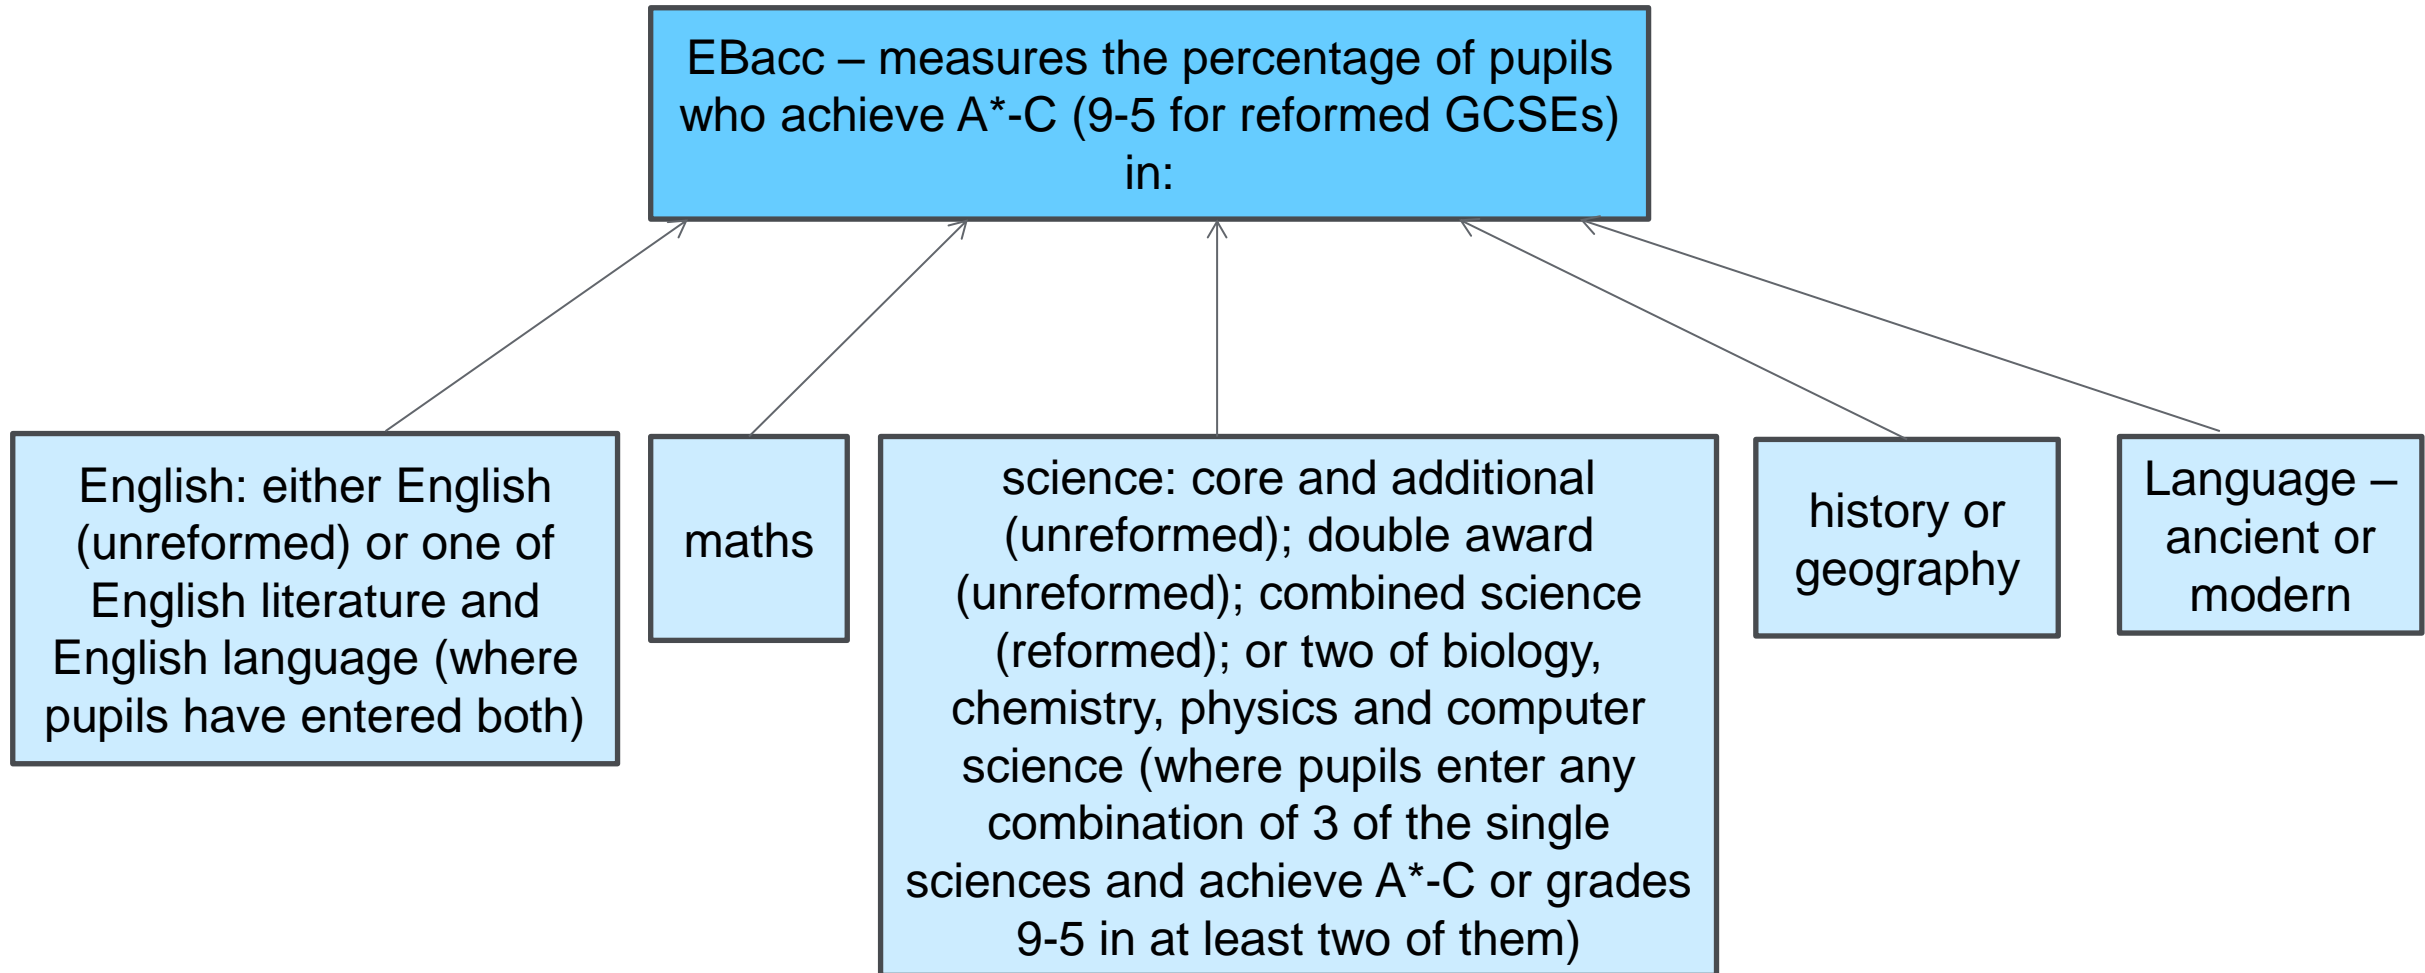 EBacc – measures the percentage of pupils
who achieve A*-C (9-5 for reformed GCSEs)
in:
English: either English
(unreformed) or one of
English literature and
English language (where
pupils have entered both)
maths
science: core and additional
(unreformed); double award
(unreformed); combined science
(reformed); or two of biology,
chemistry, physics and computer
science (where pupils enter any
combination of 3 of the single
sciences and achieve A*-C or grades
9-5 in at least two of them)
history or
geography
Language –
ancient or
modern